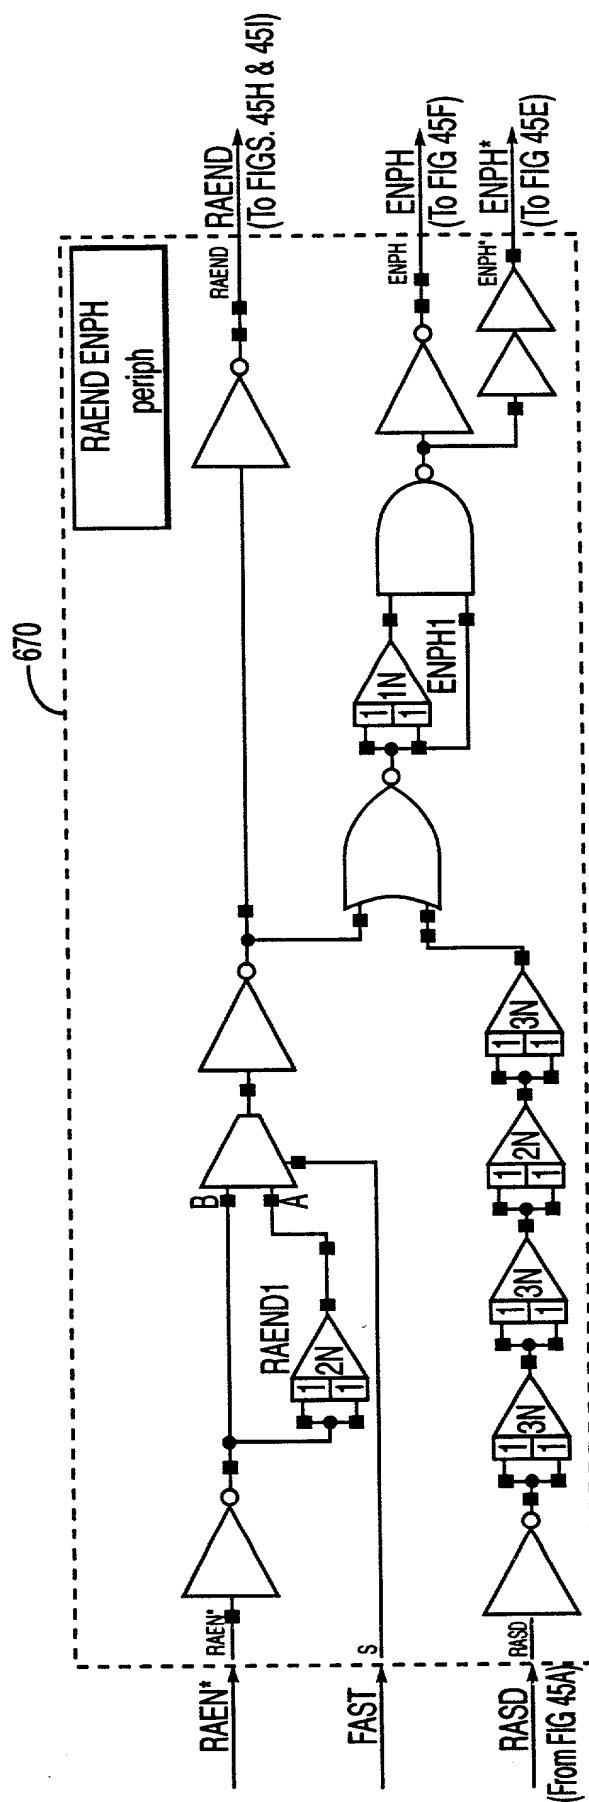 670
RAEND ENPH
periph
RAEN*
RAEN*
RAEND1
1
1
2N
B
A
RAEND
RAEND
(To FIGS. 45H & 45I)
FAST
S
1
1
1N
ENPH1
ENPH
ENPH
(To FIG 45F)
ENPH*
ENPH*
(To FIG 45E)
RASD
(From FIG 45A)
RASD
1
1
3N
1
1
3N
1
1
2N
1
1
3N